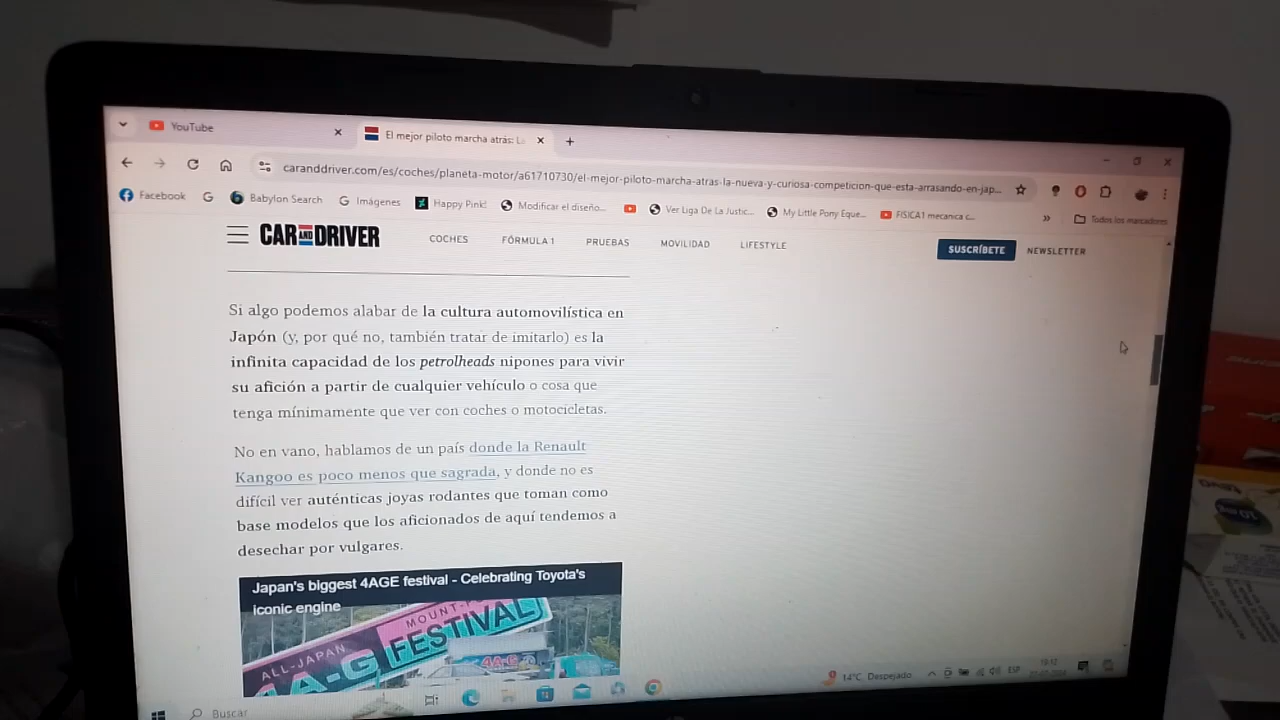 YouTube
El mejor piloto marcha atrás: La
caranddriver.com/es/coches/planeta-motor/a61710730/el-mejor-piloto-marcha-atras-la-nueva-y-curiosa-competicion-que-esta-arrasando-en-jap...
Facebook
Babylon Search
Imágenes
Happy Pink!
Modificar el diseño...
Ver Liga De La Justic...
My Little Pony Eque...
FISICA1 mecanica c...
Todos los marcadores
CAR AND DRIVER
COCHES
FÓRMULA 1
PRUEBAS
MOVILIDAD
LIFESTYLE
SUSCRÍBETE
NEWSLETTER
Si algo podemos alabar de la cultura automovilística en
Japón (y, por qué no, también tratar de imitarlo) es la
infinita capacidad de los petrolheads nipones para vivir
su afición a partir de cualquier vehículo o cosa que
tenga mínimamente que ver con coches o motocicletas.
No en vano, hablamos de un país donde la Renault
Kangoo es poco menos que sagrada, y donde no es
difícil ver auténticas joyas rodantes que toman como
base modelos que los aficionados de aquí tendemos a
desechar por vulgares.
Japan's biggest 4AGE festival - Celebrating Toyota's
iconic engine
ALL-JAPAN
4A-G FESTIVAL
4A-G
Buscar
14°C Despejado
ESP